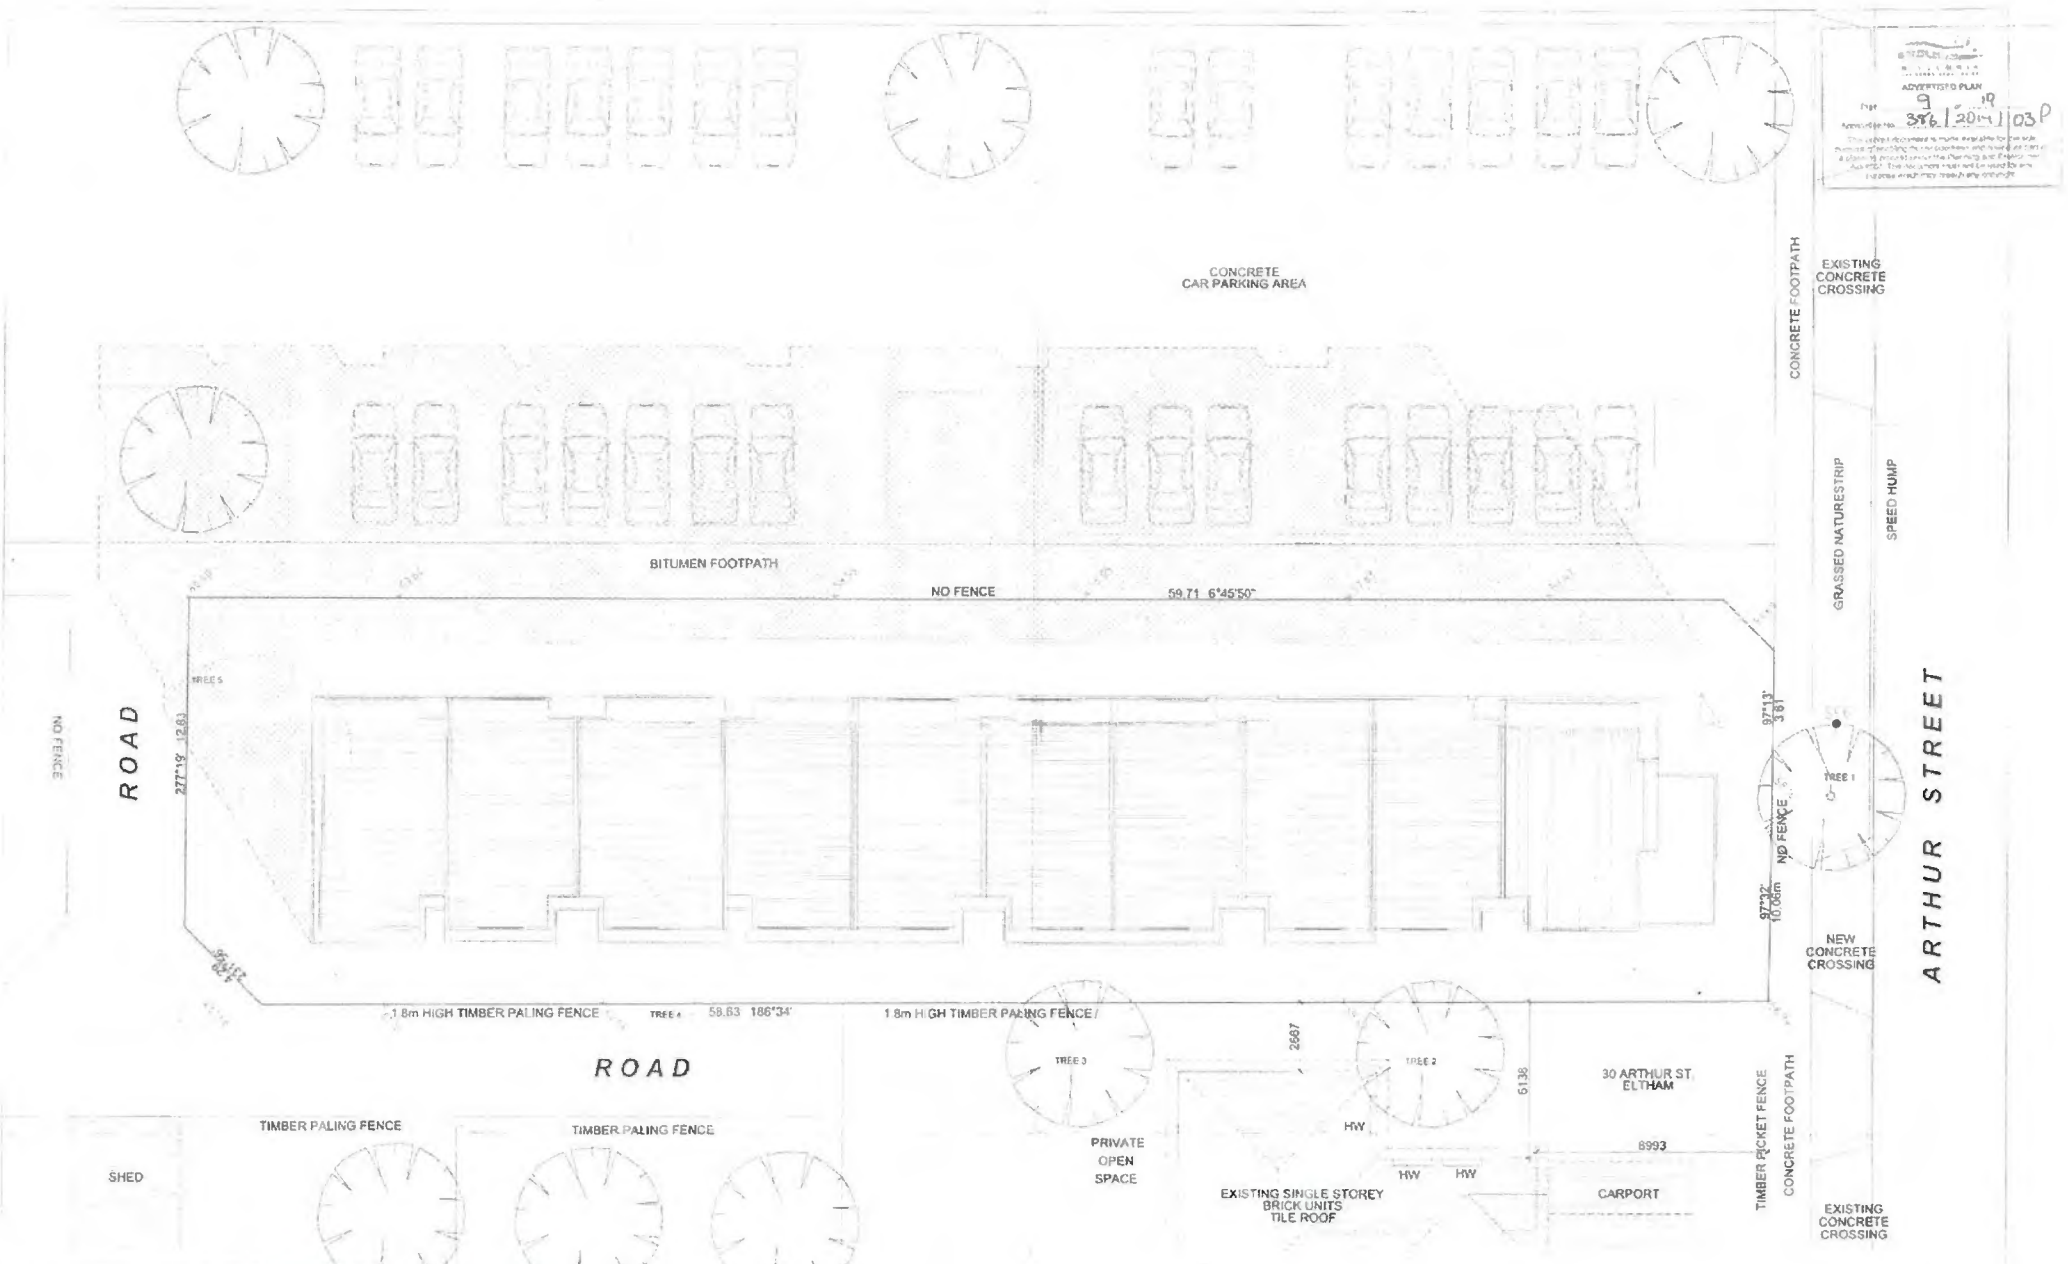 ADVERTISED PLAN
9 of 19
386/2014/03P
CONCRETE
CAR PARKING AREA
CONCRETE FOOTPATH
EXISTING
CONCRETE
CROSSING
GRASSED NATURESTRIP
SPEED HUMP
BITUMEN FOOTPATH
NO FENCE
59.71 6°45'50"
TREE 5
NO FENCE
ROAD
277°19' 12.83
97°13'
3.61
TREE 1
NO FENCE
97°32'
10.06m
ARTHUR STREET
NEW
CONCRETE
CROSSING
1.8m HIGH TIMBER PALING FENCE
TREE 4
58.63 186°34'
1.8m HIGH TIMBER PALING FENCE
ROAD
TREE 3
2667
TREE 2
6138
30 ARTHUR ST
ELTHAM
TIMBER PICKET FENCE
CONCRETE FOOTPATH
TIMBER PALING FENCE
TIMBER PALING FENCE
HW
PRIVATE
OPEN
SPACE
8993
SHED
HW
HW
EXISTING SINGLE STOREY
BRICK UNITS
TILE ROOF
CARPORT
EXISTING
CONCRETE
CROSSING